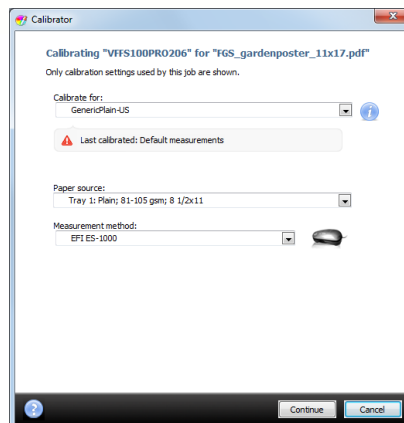 Calibrator
Calibrating "VFFS100PRO206" for "FGS_gardenposter_11x17.pdf"
Only calibration settings used by this job are shown.
Calibrate for:
GenericPlain-US
Last calibrated: Default measurements
Paper source:
Tray 1: Plain; 81-105 gsm; 8 1/2x11
Measurement method:
EFI ES-1000
Continue
Cancel